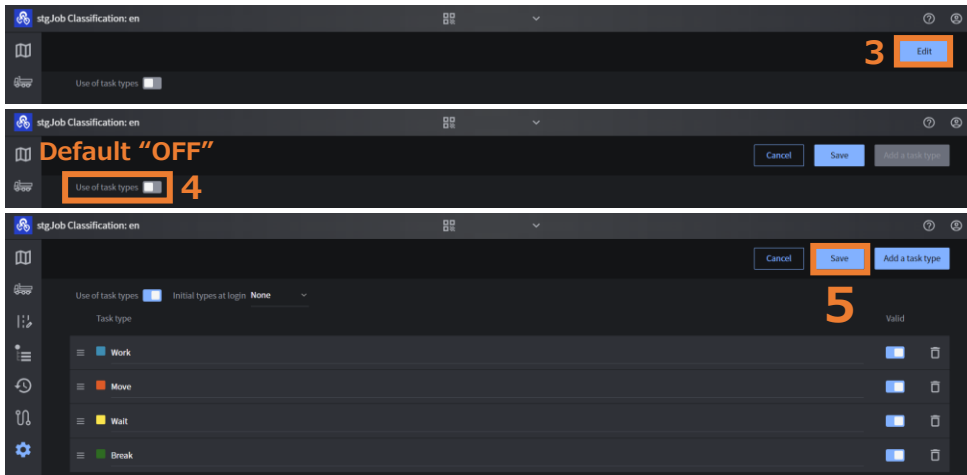 stg.Job Classification: en
3
Edit
Use of task types
stg.Job Classification: en
Default “OFF”
Cancel Save Add a task type
Use of task types
4
stg.Job Classification: en
Cancel Save Add a task type
5
Use of task types Initial types at login None
Task type Valid
Work
Move
Wait
Break